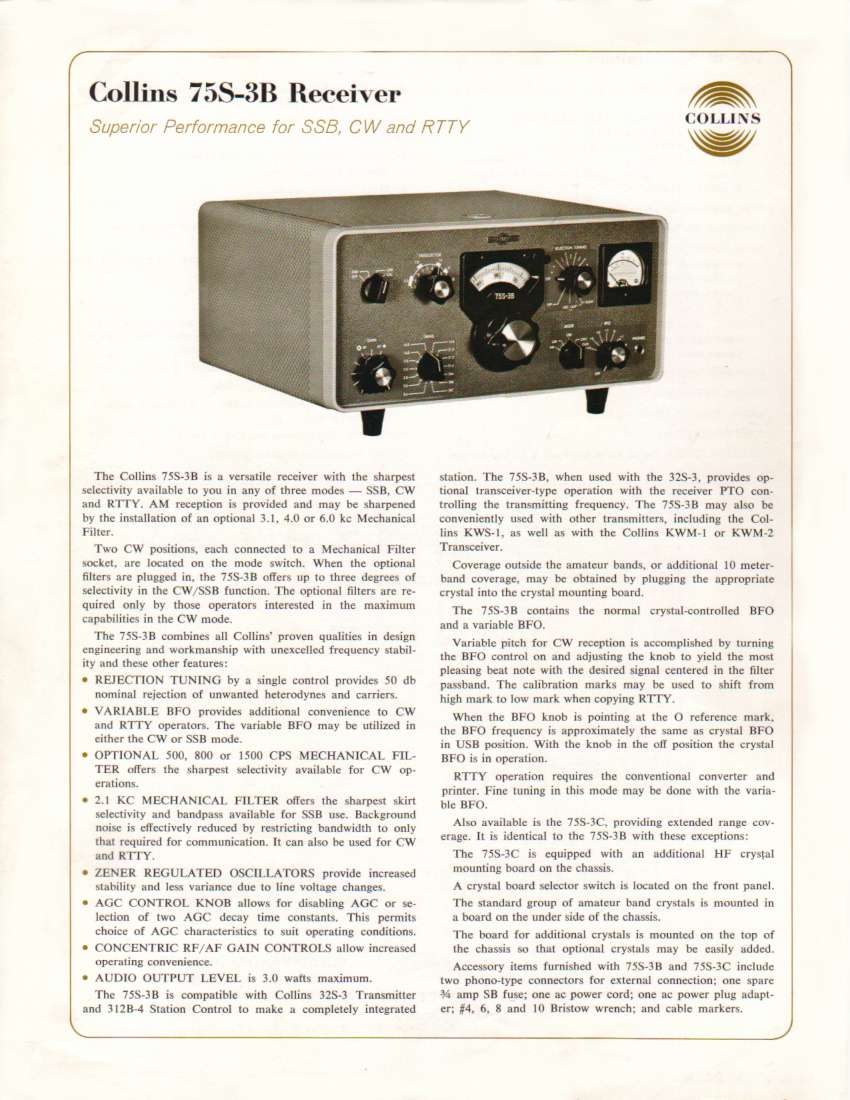 Collins 75S-3B Receiver
Superior Performance for SSB, CW and RTTY
COLLINS
75S-3B
The Collins 75S-3B is a versatile receiver with the sharpest
selectivity available to you in any of three modes — SSB, CW
and RTTY. AM reception is provided and may be sharpened
by the installation of an optional 3.1, 4.0 or 6.0 kc Mechanical
Filter.
Two CW positions, each connected to a Mechanical Filter
socket, are located on the mode switch. When the optional
filters are plugged in, the 75S-3B offers up to three degrees of
selectivity in the CW/SSB function. The optional filters are re-
quired only by those operators interested in the maximum
capabilities in the CW mode.
The 75S-3B combines all Collins' proven qualities in design
engineering and workmanship with unexcelled frequency stabil-
ity and these other features:
• REJECTION TUNING by a single control provides 50 db
nominal rejection of unwanted heterodynes and carriers.
• VARIABLE BFO provides additional convenience to CW
and RTTY operators. The variable BFO may be utilized in
either the CW or SSB mode.
• OPTIONAL 500, 800 or 1500 CPS MECHANICAL FIL-
TER offers the sharpest selectivity available for CW op-
erations.
• 2.1 KC MECHANICAL FILTER offers the sharpest skirt
selectivity and bandpass available for SSB use. Background
noise is effectively reduced by restricting bandwidth to only
that required for communication. It can also be used for CW
and RTTY.
• ZENER REGULATED OSCILLATORS provide increased
stability and less variance due to line voltage changes.
• AGC CONTROL KNOB allows for disabling AGC or se-
lection of two AGC decay time constants. This permits
choice of AGC characteristics to suit operating conditions.
• CONCENTRIC RF/AF GAIN CONTROLS allow increased
operating convenience.
• AUDIO OUTPUT LEVEL is 3.0 watts maximum.
The 75S-3B is compatible with Collins 32S-3 Transmitter
and 312B-4 Station Control to make a completely integrated
station. The 75S-3B, when used with the 32S-3, provides op-
tional transceiver-type operation with the receiver PTO con-
trolling the transmitting frequency. The 75S-3B may also be
conveniently used with other transmitters, including the Col-
lins KWS-1, as well as with the Collins KWM-1 or KWM-2
Transceiver.
Coverage outside the amateur bands, or additional 10 meter-
band coverage, may be obtained by plugging the appropriate
crystal into the crystal mounting board.
The 75S-3B contains the normal crystal-controlled BFO
and a variable BFO.
Variable pitch for CW reception is accomplished by turning
the BFO control on and adjusting the knob to yield the most
pleasing beat note with the desired signal centered in the filter
passband. The calibration marks may be used to shift from
high mark to low mark when copying RTTY.
When the BFO knob is pointing at the O reference mark,
the BFO frequency is approximately the same as crystal BFO
in USB position. With the knob in the off position the crystal
BFO is in operation.
RTTY operation requires the conventional converter and
printer. Fine tuning in this mode may be done with the varia-
ble BFO.
Also available is the 75S-3C, providing extended range cov-
erage. It is identical to the 75S-3B with these exceptions:
The 75S-3C is equipped with an additional HF crystal
mounting board on the chassis.
A crystal board selector switch is located on the front panel.
The standard group of amateur band crystals is mounted in
a board on the under side of the chassis.
The board for additional crystals is mounted on the top of
the chassis so that optional crystals may be easily added.
Accessory items furnished with 75S-3B and 75S-3C include
two phono-type connectors for external connection; one spare
¾ amp SB fuse; one ac power cord; one ac power plug adapt-
er; #4, 6, 8 and 10 Bristow wrench; and cable markers.